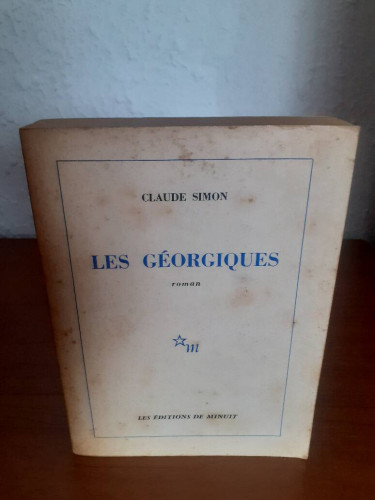 CLAUDE SIMON
LES GÉORGIQUES
roman
m
LES ÉDITIONS DE MINUIT